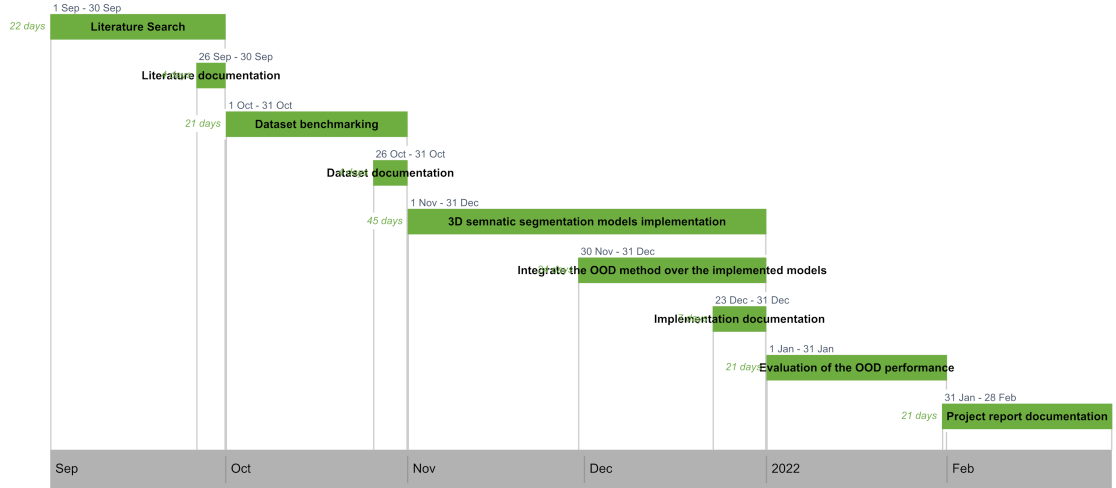 1 Sep - 30 Sep
22 days Literature Search
26 Sep - 30 Sep
Literature documentation
1 Oct - 31 Oct
21 days Dataset benchmarking
26 Oct - 31 Oct
Dataset documentation
1 Nov - 31 Dec
45 days 3D semnatic segmentation models implementation
30 Nov - 31 Dec
Integrate the OOD method over the implemented models
23 Dec - 31 Dec
Implementation documentation
1 Jan - 31 Jan
21 days Evaluation of the OOD performance
31 Jan - 28 Feb
21 days Project report documentation
Sep Oct Nov Dec 2022 Feb